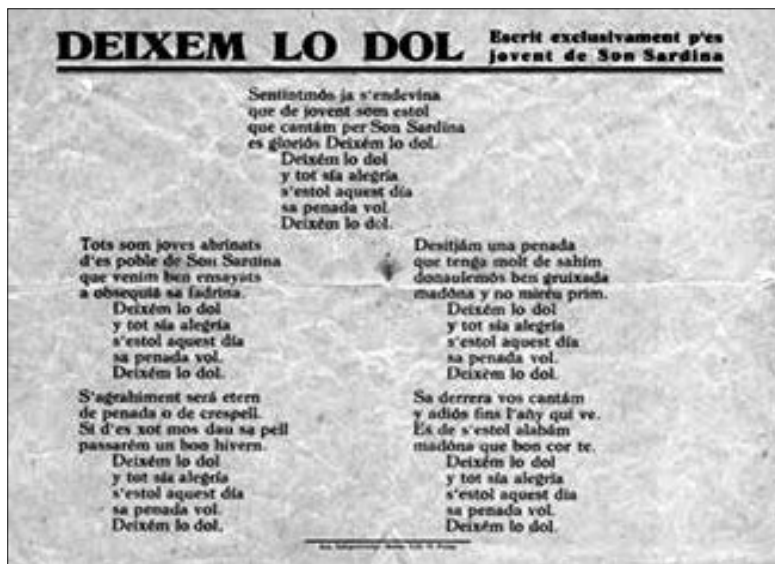 DEIXEM LO DOL
Escrit exclusivament p'es
jovent de Son Sardina
Sentintmós ja s'endevina
que de jovent som estol
que cantám per Son Sardina
es gloriós Deixém lo dol.
Deixém lo dol
y tot sía alegría
s'estol aquest día
sa penada vol.
Deixém lo dol.
Tots som joves abrinats
d'es poble de Son Sardina
que venim ben ensayats
a obsequiá sa fadrina.
Deixém lo dol
y tot sía alegría
s'estol aquest día
sa penada vol.
Deixém lo dol.
S'agrahiment será etern
de penada o de crespell.
Si d'es xot mos dau sa pell
passarém un bon hivern.
Deixém lo dol
y tot sía alegría
s'estol aquest día
sa penada vol.
Deixém lo dol.
Desitjám una penada
que tenga molt de sahím
donaulemós ben gruixada
madóna y no miréu prim.
Deixém lo dol
y tot sía alegría
s'estol aquest día
sa penada vol.
Deixém lo dol.
Sa derrera vos cantám
y adiós fins l'añy qui ve.
Es de s'estol alabám
madóna que bon cor te.
Deixém lo dol
y tot sía alegría
s'estol aquest día
sa penada vol.
Deixém lo dol.